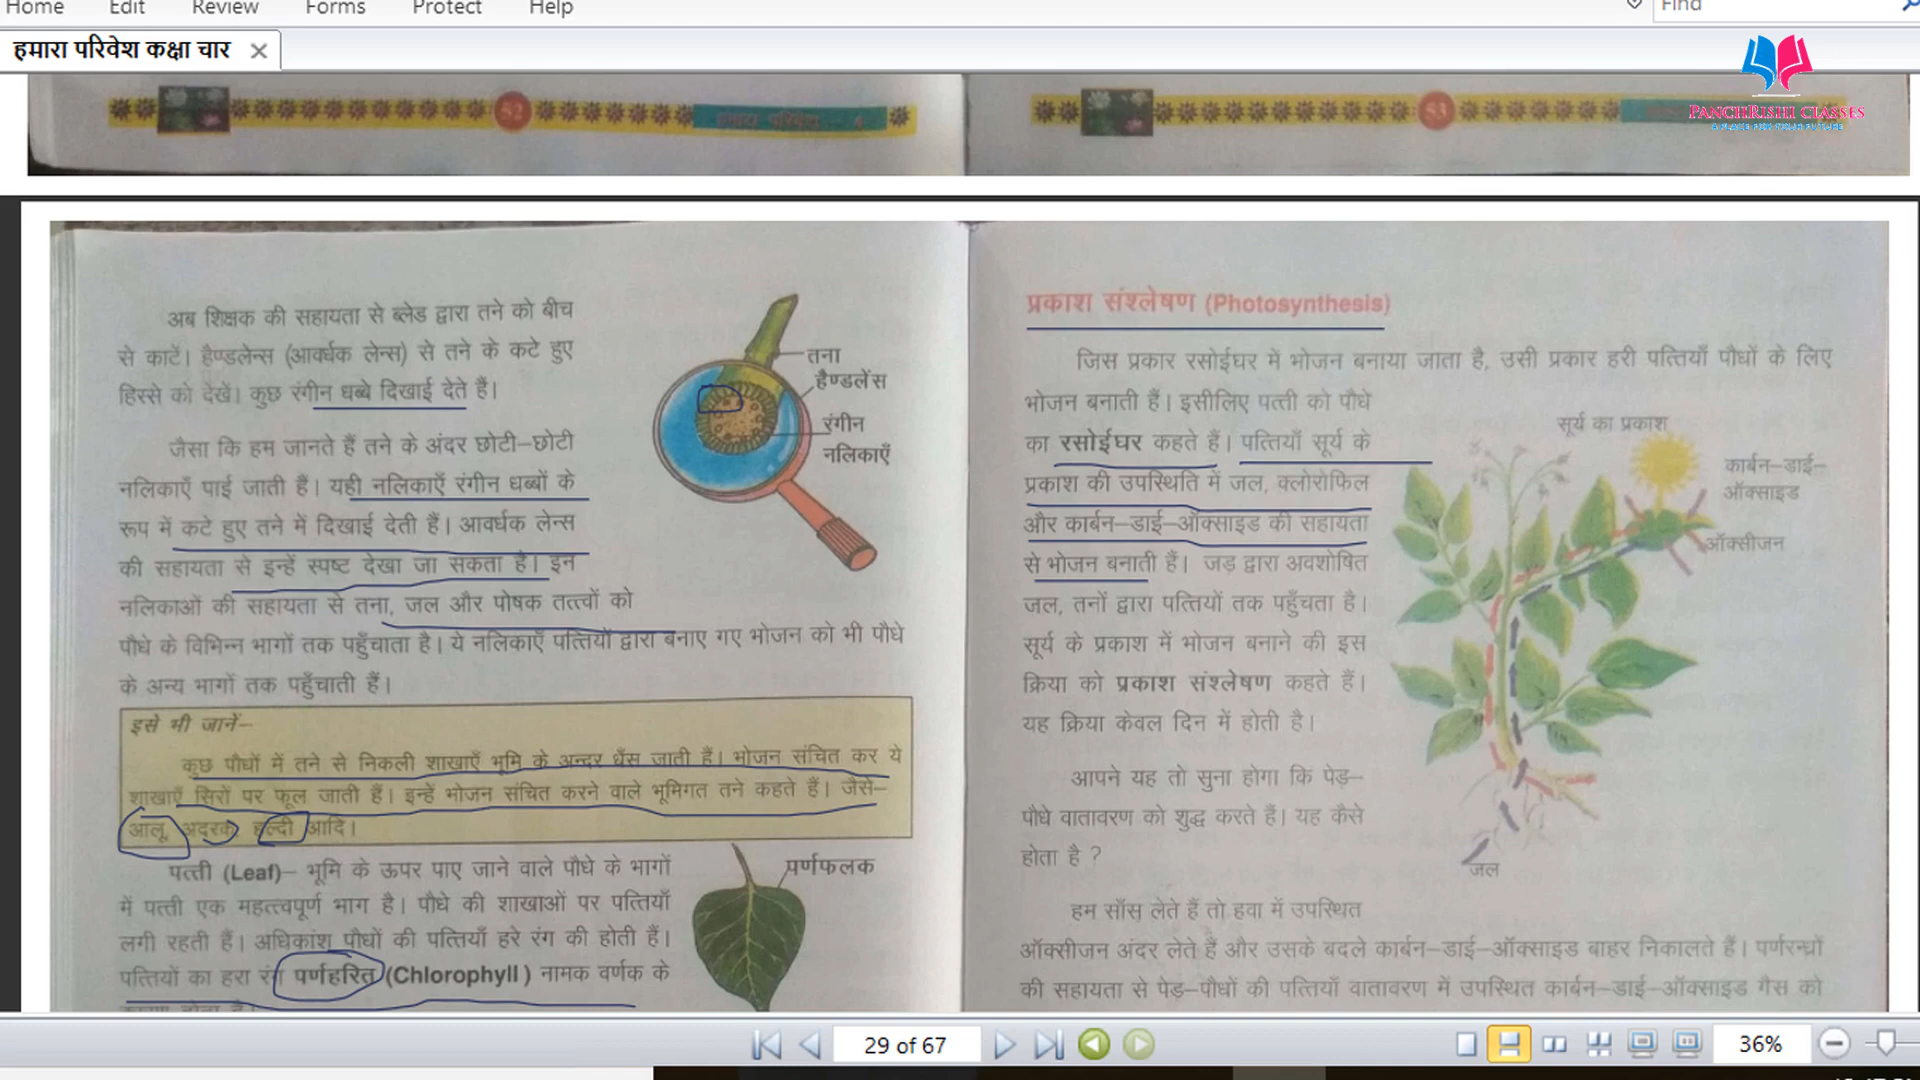 Home Edit Review Forms Protect Help Find
हमारा परिवेश कक्षा चार
PANCHRISHI CLASSES
52 हमारा परिवेश - 4
53
अब शिक्षक की सहायता से ब्लेड द्वारा तने को बीच
से काटें। हैण्डलेन्स (आवर्धक लेन्स) से तने के कटे हुए
हिस्से को देखें। कुछ रंगीन धब्बे दिखाई देते हैं।
तना
हैण्डलेंस
रंगीन
नलिकाएँ
जैसा कि हम जानते हैं तने के अंदर छोटी-छोटी
नलिकाएँ पाई जाती हैं। यही नलिकाएँ रंगीन धब्बों के
रूप में कटे हुए तने में दिखाई देती हैं। आवर्धक लेन्स
की सहायता से इन्हें स्पष्ट देखा जा सकता है। इन
नलिकाओं की सहायता से तना, जल और पोषक तत्त्वों को
पौधे के विभिन्न भागों तक पहुँचाता है। ये नलिकाएँ पत्तियों द्वारा बनाए गए भोजन को भी पौधे
के अन्य भागों तक पहुँचाती हैं।
इसे भी जानें-
कुछ पौधों में तने से निकली शाखाएँ भूमि के अन्दर धँस जाती हैं। भोजन संचित कर ये
शाखाएँ सिरों पर फूल जाती हैं। इन्हें भोजन संचित करने वाले भूमिगत तने कहते हैं। जैसे-
आलू, अदरक हल्दी आदि।
पत्ती (Leaf)- भूमि के ऊपर पाए जाने वाले पौधे के भागों
में पत्ती एक महत्त्वपूर्ण भाग है। पौधे की शाखाओं पर पत्तियाँ
लगी रहती हैं। अधिकांश पौधों की पत्तियाँ हरे रंग की होती हैं।
पत्तियों का हरा रंग पर्णहरित (Chlorophyll) नामक वर्णक के
पर्णफलक
प्रकाश संश्लेषण (Photosynthesis)
जिस प्रकार रसोईघर में भोजन बनाया जाता है, उसी प्रकार हरी पत्तियाँ पौधों के लिए
भोजन बनाती हैं। इसीलिए पत्ती को पौधे
का रसोईघर कहते हैं। पत्तियाँ सूर्य के
प्रकाश की उपस्थिति में जल, क्लोरोफिल
और कार्बन-डाई-ऑक्साइड की सहायता
से भोजन बनाती हैं। जड़ द्वारा अवशोषित
जल, तनों द्वारा पत्तियों तक पहुँचता है।
सूर्य के प्रकाश में भोजन बनाने की इस
क्रिया को प्रकाश संश्लेषण कहते हैं।
यह क्रिया केवल दिन में होती है।
आपने यह तो सुना होगा कि पेड़-
पौधे वातावरण को शुद्ध करते हैं। यह कैसे
होता है ?
सूर्य का प्रकाश
कार्बन-डाई-
ऑक्साइड
ऑक्सीजन
जल
हम साँस लेते हैं तो हवा में उपस्थित
ऑक्सीजन अंदर लेते हैं और उसके बदले कार्बन-डाई-ऑक्साइड बाहर निकालते हैं। पर्णरन्ध्रों
की सहायता से पेड़-पौधों की पत्तियाँ वातावरण में उपस्थित कार्बन-डाई-ऑक्साइड गैस को
29 of 67
36%